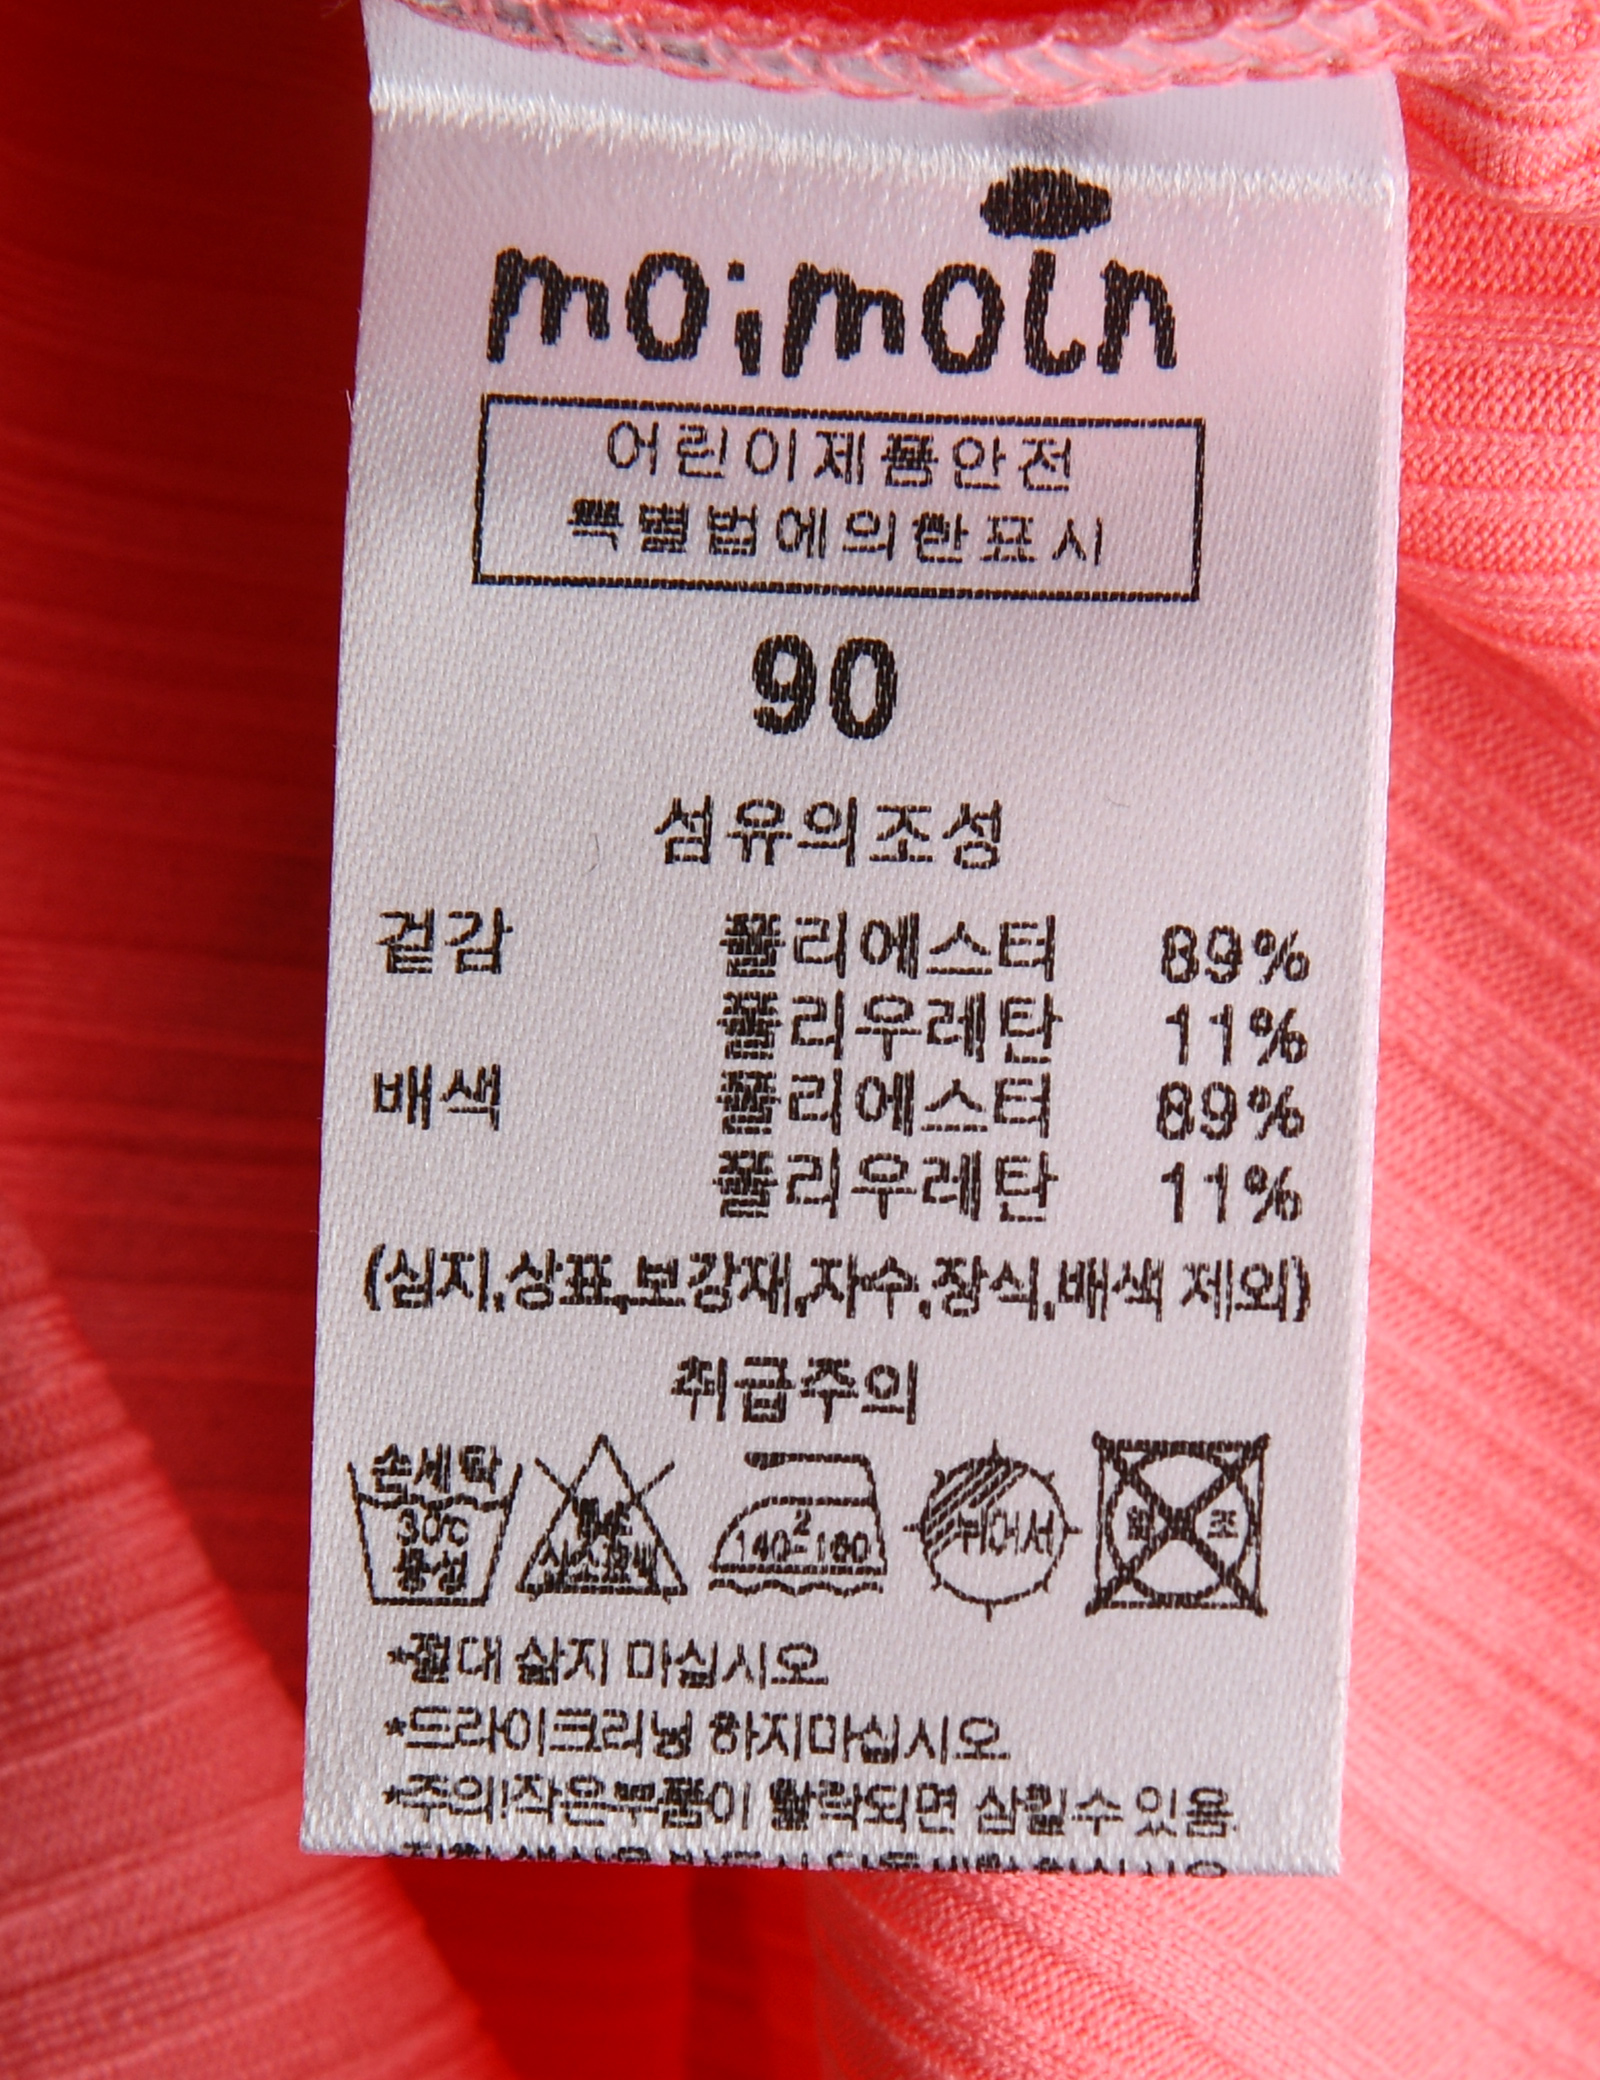 moimoln
어린이제품안전
특별법에의한표시
90
섬유의조성
겉감 폴리에스터 89%
폴리우레탄 11%
배색 폴리에스터 89%
폴리우레탄 11%
(심지,상표,보강재,자수,장식,배색 제외)
취급주의
손세탁
30℃
중성
140-160
2
뉘어서
*절대 삶지 마십시오
*드라이크리닝 하지마십시오
*주의!작은부품이 탈락되면 삼킬수 있음